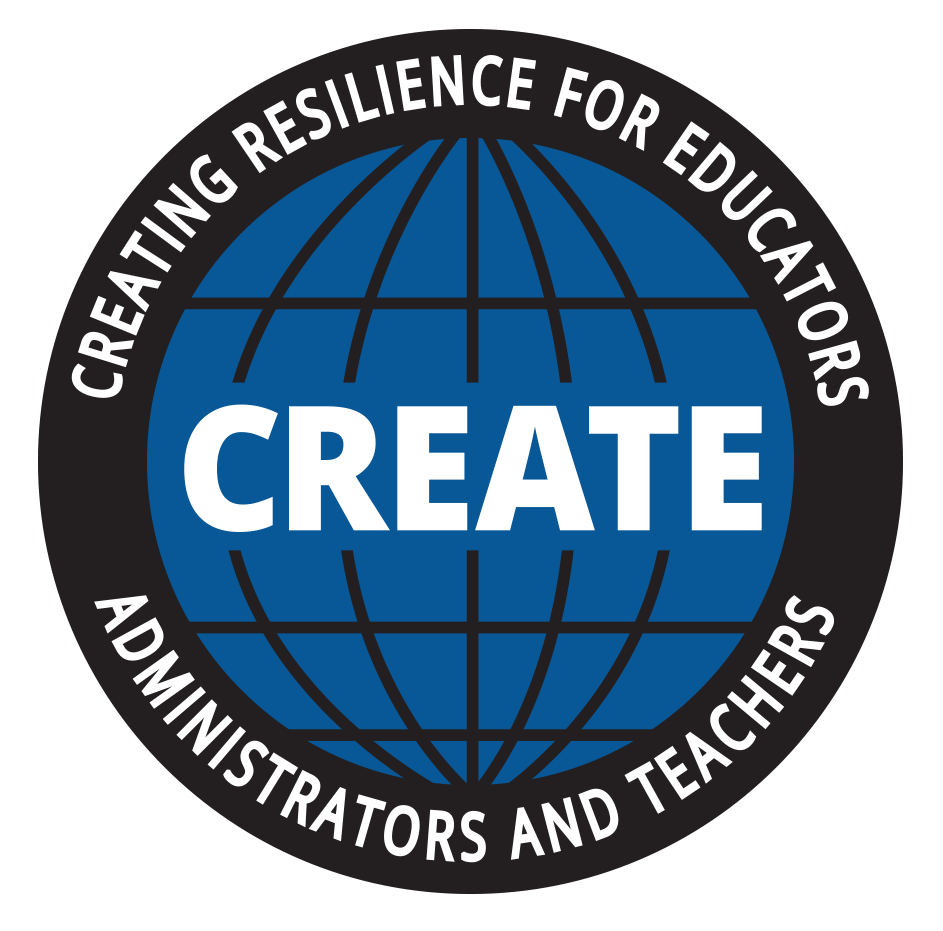 CREATING RESILIENCE FOR EDUCATORS
CREATE
ADMINISTRATORS AND TEACHERS